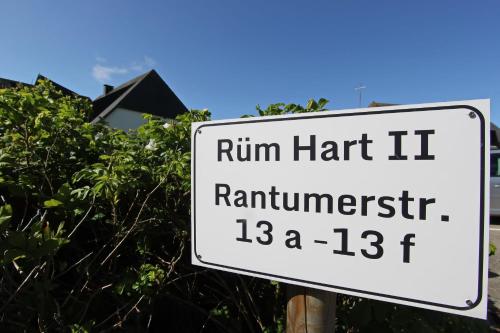 Rüm Hart II
Rantumerstr.
13 a - 13 f